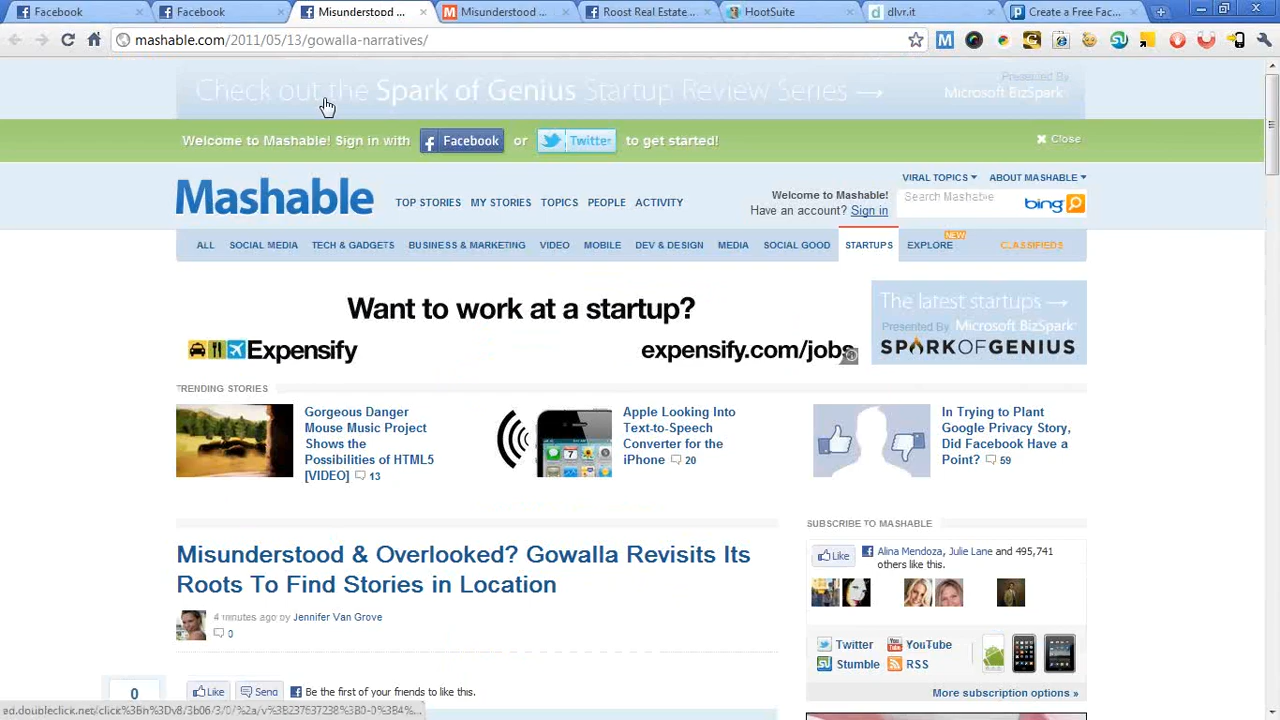 Facebook
Facebook
Misunderstood ...
Misunderstood ...
Roost Real Estate
HootSuite
dlvr.it
Create a Free Fac...
mashable.com/2011/05/13/gowalla-narratives/
Check out the Spark of Genius Startup Review Series →
Presented By
Microsoft BizSpark
Welcome to Mashable! Sign in with Facebook or Twitter to get started!
Close
VIRAL TOPICS ABOUT MASHABLE
Mashable
TOP STORIES MY STORIES TOPICS PEOPLE ACTIVITY
Welcome to Mashable!
Have an account? Sign in
Search Mashable
bing
NEW
ALL SOCIAL MEDIA TECH & GADGETS BUSINESS & MARKETING VIDEO MOBILE DEV & DESIGN MEDIA SOCIAL GOOD STARTUPS EXPLORE CLASSIFIEDS
Want to work at a startup?
Expensify
expensify.com/jobs
The latest startups →
Presented By Microsoft BizSpark
SPARKOFGENIUS
TRENDING STORIES
Gorgeous Danger
Mouse Music Project
Shows the
Possibilities of HTML5
[VIDEO] 13
Apple Looking Into
Text-to-Speech
Converter for the
iPhone 20
In Trying to Plant
Google Privacy Story,
Did Facebook Have a
Point? 59
Misunderstood & Overlooked? Gowalla Revisits Its
Roots To Find Stories in Location
4 minutes ago by Jennifer Van Grove
0
0
Like Send Be the first of your friends to like this.
SUBSCRIBE TO MASHABLE
Like
Alina Mendoza, Julie Lane and 495,741
others like this.
Twitter YouTube
Stumble RSS
More subscription options »